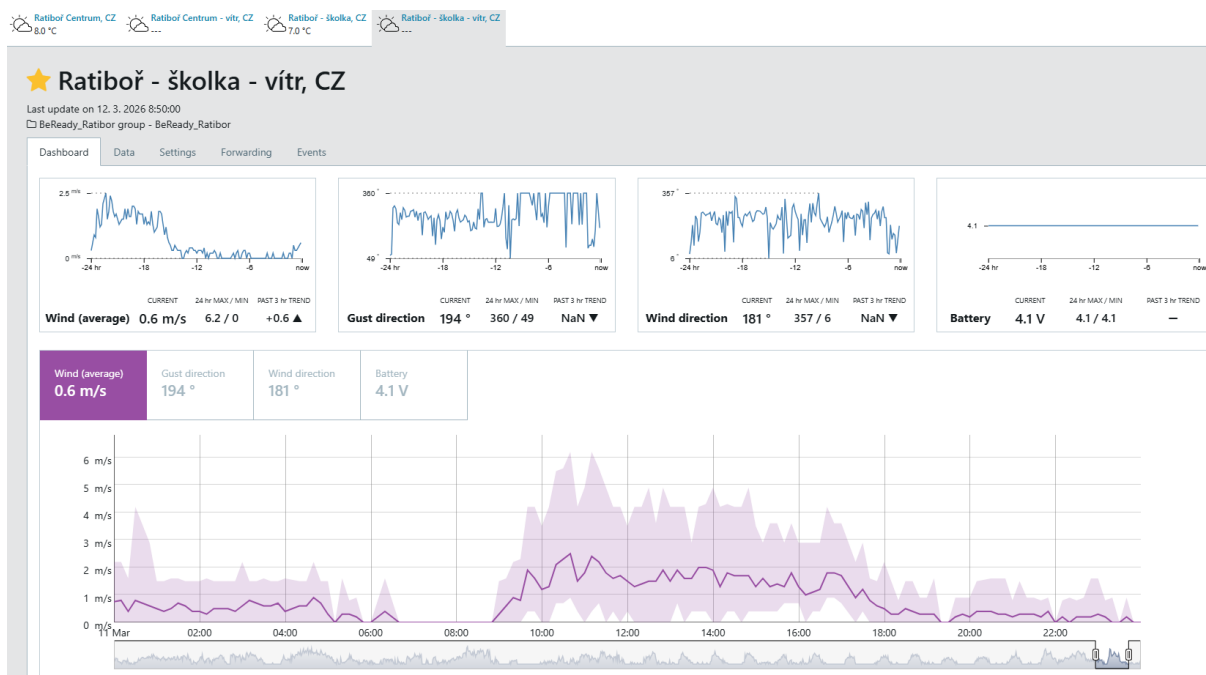 Ratiboř Centrum, CZ
8.0 °C
Ratiboř Centrum - vítr, CZ
---
Ratiboř - školka, CZ
7.0 °C
Ratiboř - školka - vítr, CZ
---
Ratiboř - školka - vítr, CZ
Last update on 12. 3. 2026 8:50:00
BeReady_Ratibor group - BeReady_Ratibor
Dashboard Data Settings Forwarding Events
2.5 m/s
0 m/s
-24 hr -18 -12 -6 now
CURRENT 24 hr MAX / MIN PAST 3 hr TREND
Wind (average) 0.6 m/s 6.2 / 0 +0.6 ▲
360 °
49 °
-24 hr -18 -12 -6 now
CURRENT 24 hr MAX / MIN PAST 3 hr TREND
Gust direction 194 ° 360 / 49 NaN ▼
357 °
6 °
-24 hr -18 -12 -6 now
CURRENT 24 hr MAX / MIN PAST 3 hr TREND
Wind direction 181 ° 357 / 6 NaN ▼
4.1
-24 hr -18 -12 -6 now
CURRENT 24 hr MAX / MIN PAST 3 hr TREND
Battery 4.1 V 4.1 / 4.1 —
Wind (average)
0.6 m/s
Gust direction
194 °
Wind direction
181 °
Battery
4.1 V
6 m/s
5 m/s
4 m/s
3 m/s
2 m/s
1 m/s
0 m/s
11 Mar 02:00 04:00 06:00 08:00 10:00 12:00 14:00 16:00 18:00 20:00 22:00